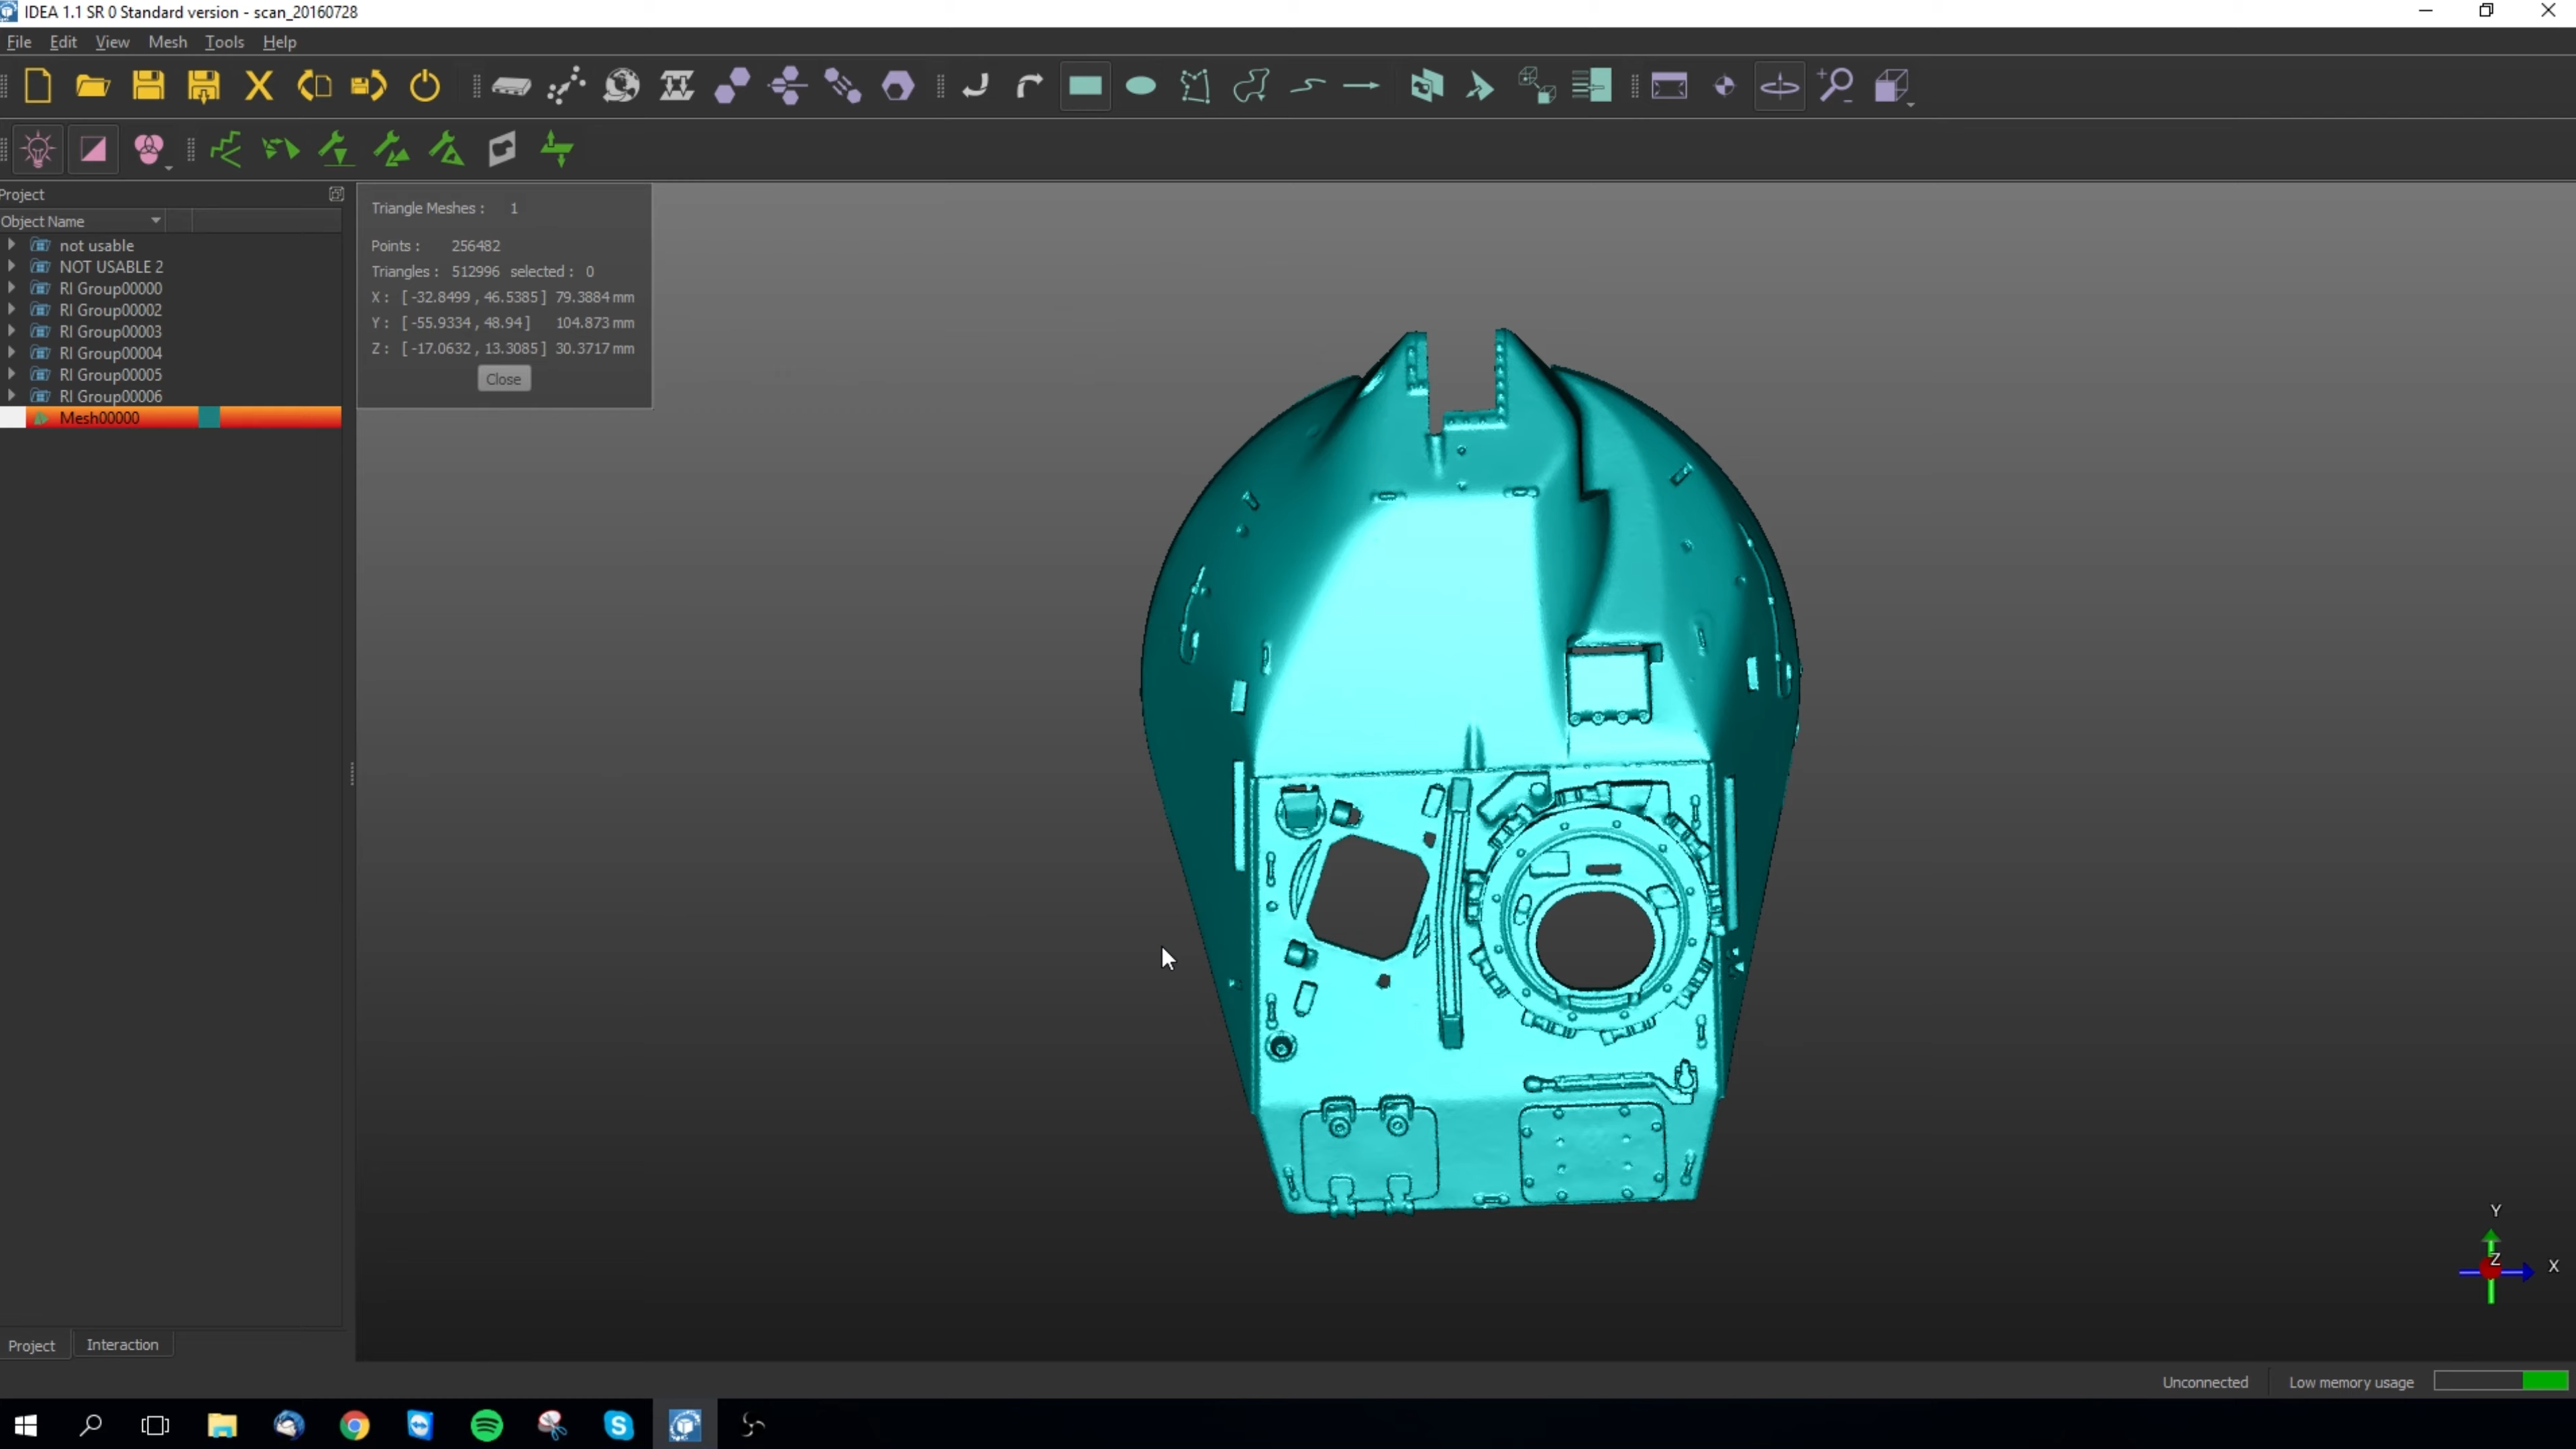 IDEA 1.1 SR 0 Standard version - scan_20160728
File Edit View Mesh Tools Help
Project
Object Name
not usable
NOT USABLE 2
RI Group00000
RI Group00002
RI Group00003
RI Group00004
RI Group00005
RI Group00006
Mesh00000
Triangle Meshes : 1
Points : 256482
Triangles : 512996 selected : 0
X : [ -32.8499 , 46.5385 ] 79.3884 mm
Y : [ -55.9334 , 48.94 ] 104.873 mm
Z : [ -17.0632 , 13.3085 ] 30.3717 mm
Close
Y
Z
X
Project Interaction
Unconnected Low memory usage